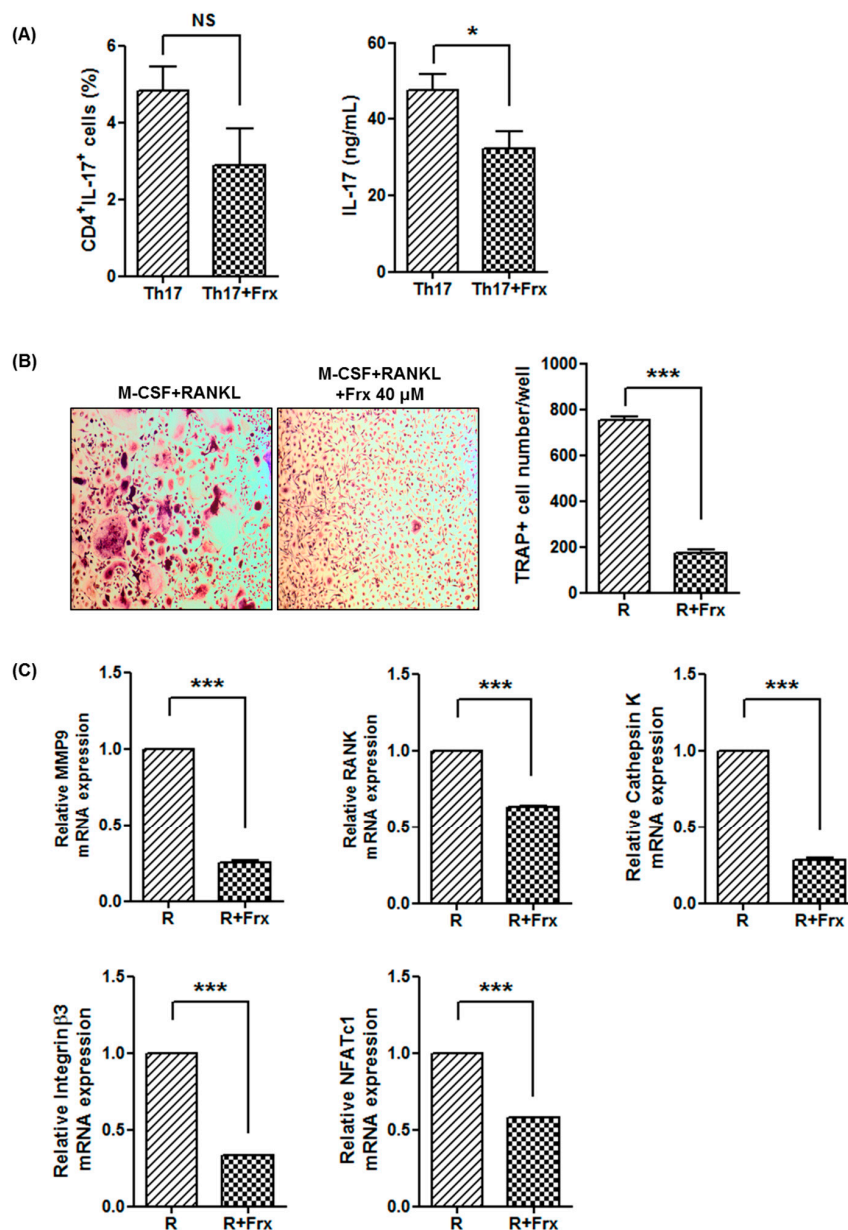 (A)
NS
CD4+IL-17+ cells (%)
6
4
2
0
Th17
Th17+Frx
*
IL-17 (ng/mL)
60
40
20
0
Th17
Th17+Frx
(B)
M-CSF+RANKL
M-CSF+RANKL
+Frx 40 µM
***
TRAP+ cell number/well
1000
800
600
400
200
0
R
R+Frx
(C)
***
Relative MMP9
mRNA expression
1.5
1.0
0.5
0.0
R
R+Frx
***
Relative RANK
mRNA expression
1.5
1.0
0.5
0.0
R
R+Frx
***
Relative Cathepsin K
mRNA expression
1.5
1.0
0.5
0.0
R
R+Frx
***
Relative Integrinβ3
mRNA expression
1.5
1.0
0.5
0.0
R
R+Frx
***
Relative NFATc1
mRNA expression
1.5
1.0
0.5
0.0
R
R+Frx